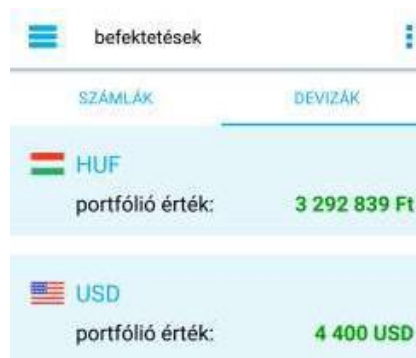 befektetések
SZÁMLÁK DEVIZÁK
HUF
portfólió érték: 3 292 839 Ft
USD
portfólió érték: 4 400 USD